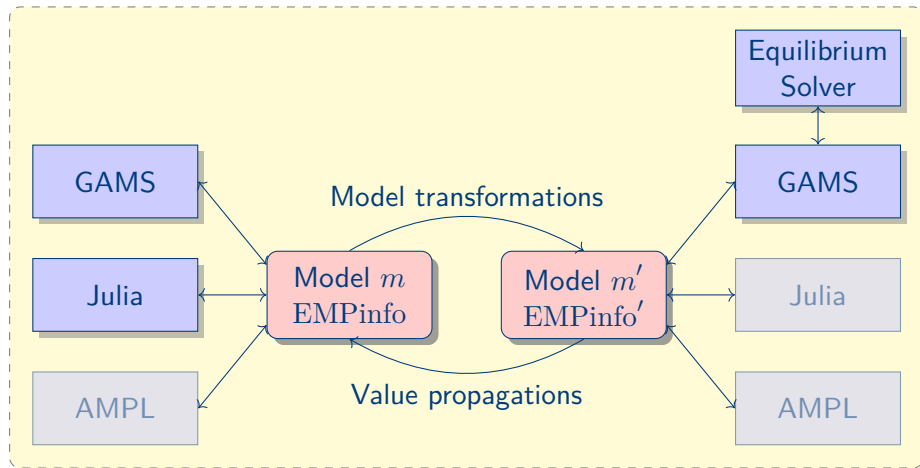 Equilibrium
Solver
GAMS
GAMS
Model transformations
Model m
EMPinfo
Model m′
EMPinfo′
Julia
Julia
Value propagations
AMPL
AMPL